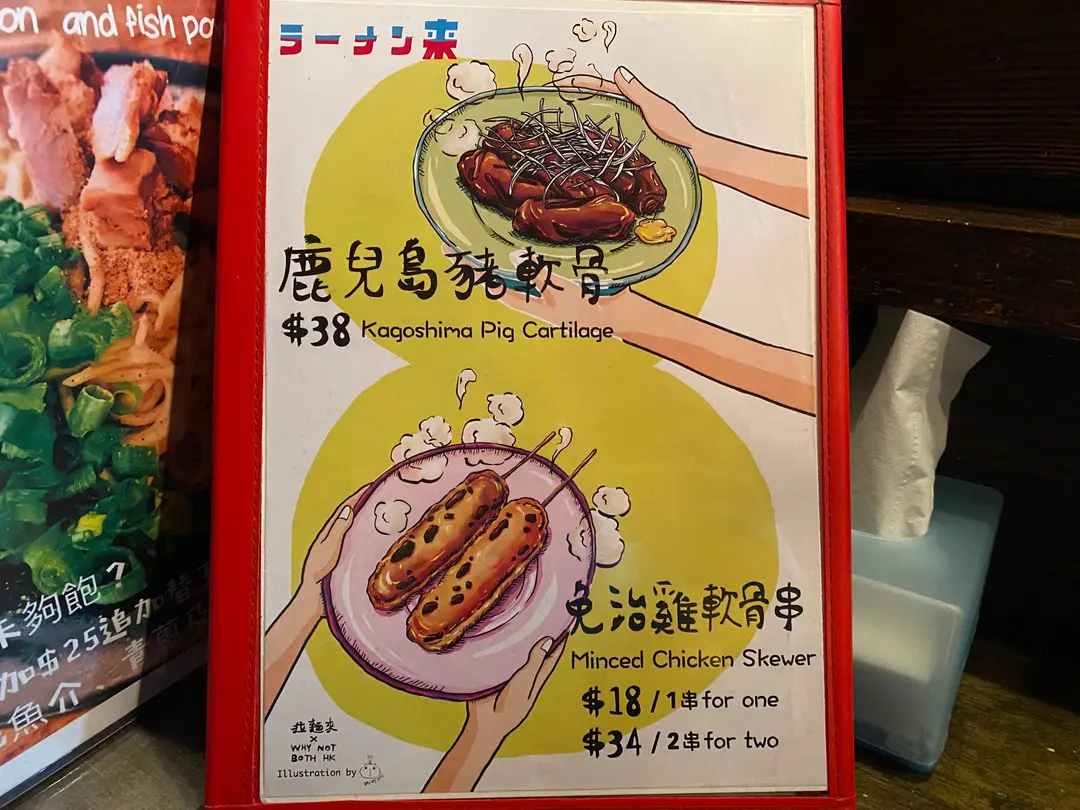 on and fish po
ラーメン来
鹿兒島豬軟骨
$38 Kagoshima Pig Cartilage
免治雞軟骨串
Minced Chicken Skewer
$18 / 1串 for one
$34 / 2串 for two
拉麵來
×
WHY NOT
BOTH HK
Illustration by
夠飽?
加$25追加替
魚介